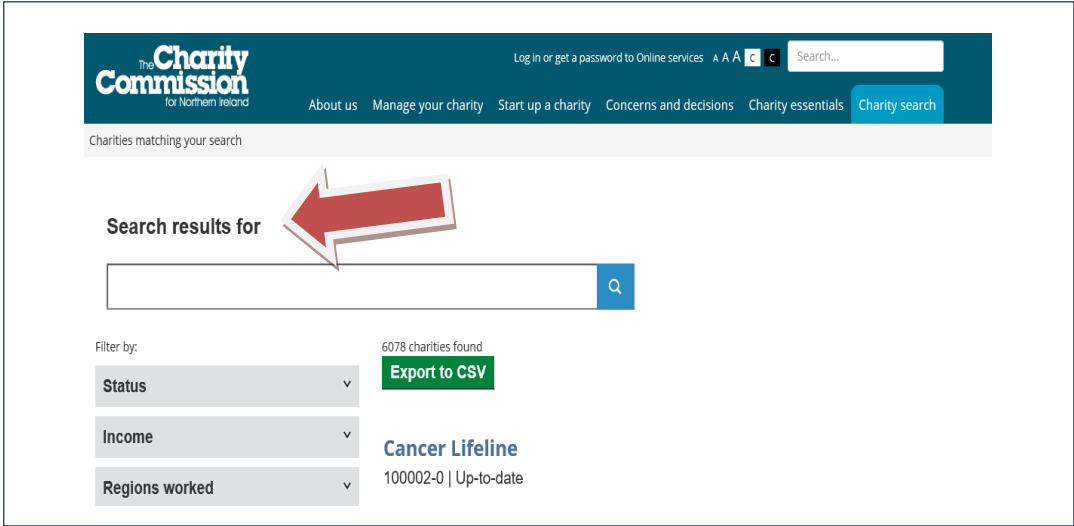 The Charity
Commission
for Northern Ireland
Log in or get a password to Online services A A A C C Search...
About us Manage your charity Start up a charity Concerns and decisions Charity essentials Charity search
Charities matching your search
Search results for
Filter by:
6078 charities found
Status
Export to CSV
Income
Cancer Lifeline
100002-0 | Up-to-date
Regions worked